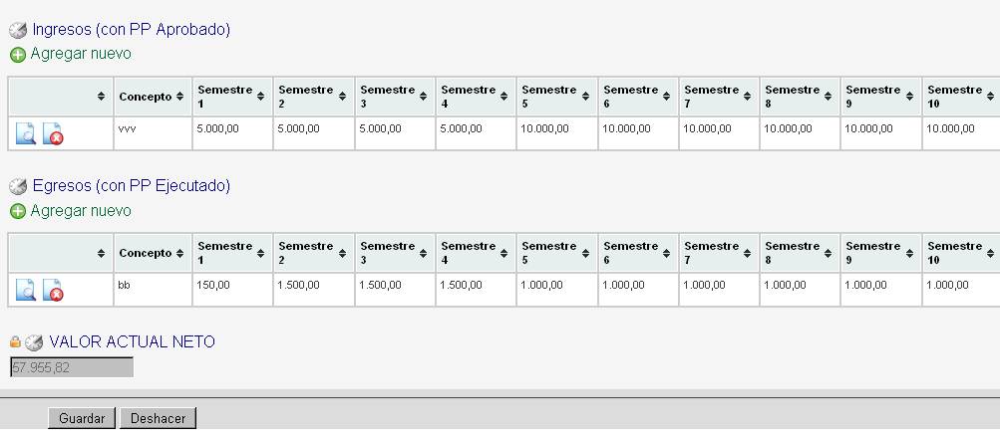 Ingresos (con PP Aprobado)
Agregar nuevo
Concepto Semestre 1 Semestre 2 Semestre 3 Semestre 4 Semestre 5 Semestre 6 Semestre 7 Semestre 8 Semestre 9 Semestre 10
vvv 5.000,00 5.000,00 5.000,00 5.000,00 10.000,00 10.000,00 10.000,00 10.000,00 10.000,00 10.000,00
Egresos (con PP Ejecutado)
Agregar nuevo
Concepto Semestre 1 Semestre 2 Semestre 3 Semestre 4 Semestre 5 Semestre 6 Semestre 7 Semestre 8 Semestre 9 Semestre 10
bb 150,00 1.500,00 1.500,00 1.500,00 1.000,00 1.000,00 1.000,00 1.000,00 1.000,00 1.000,00
VALOR ACTUAL NETO
57.955,82
Guardar Deshacer